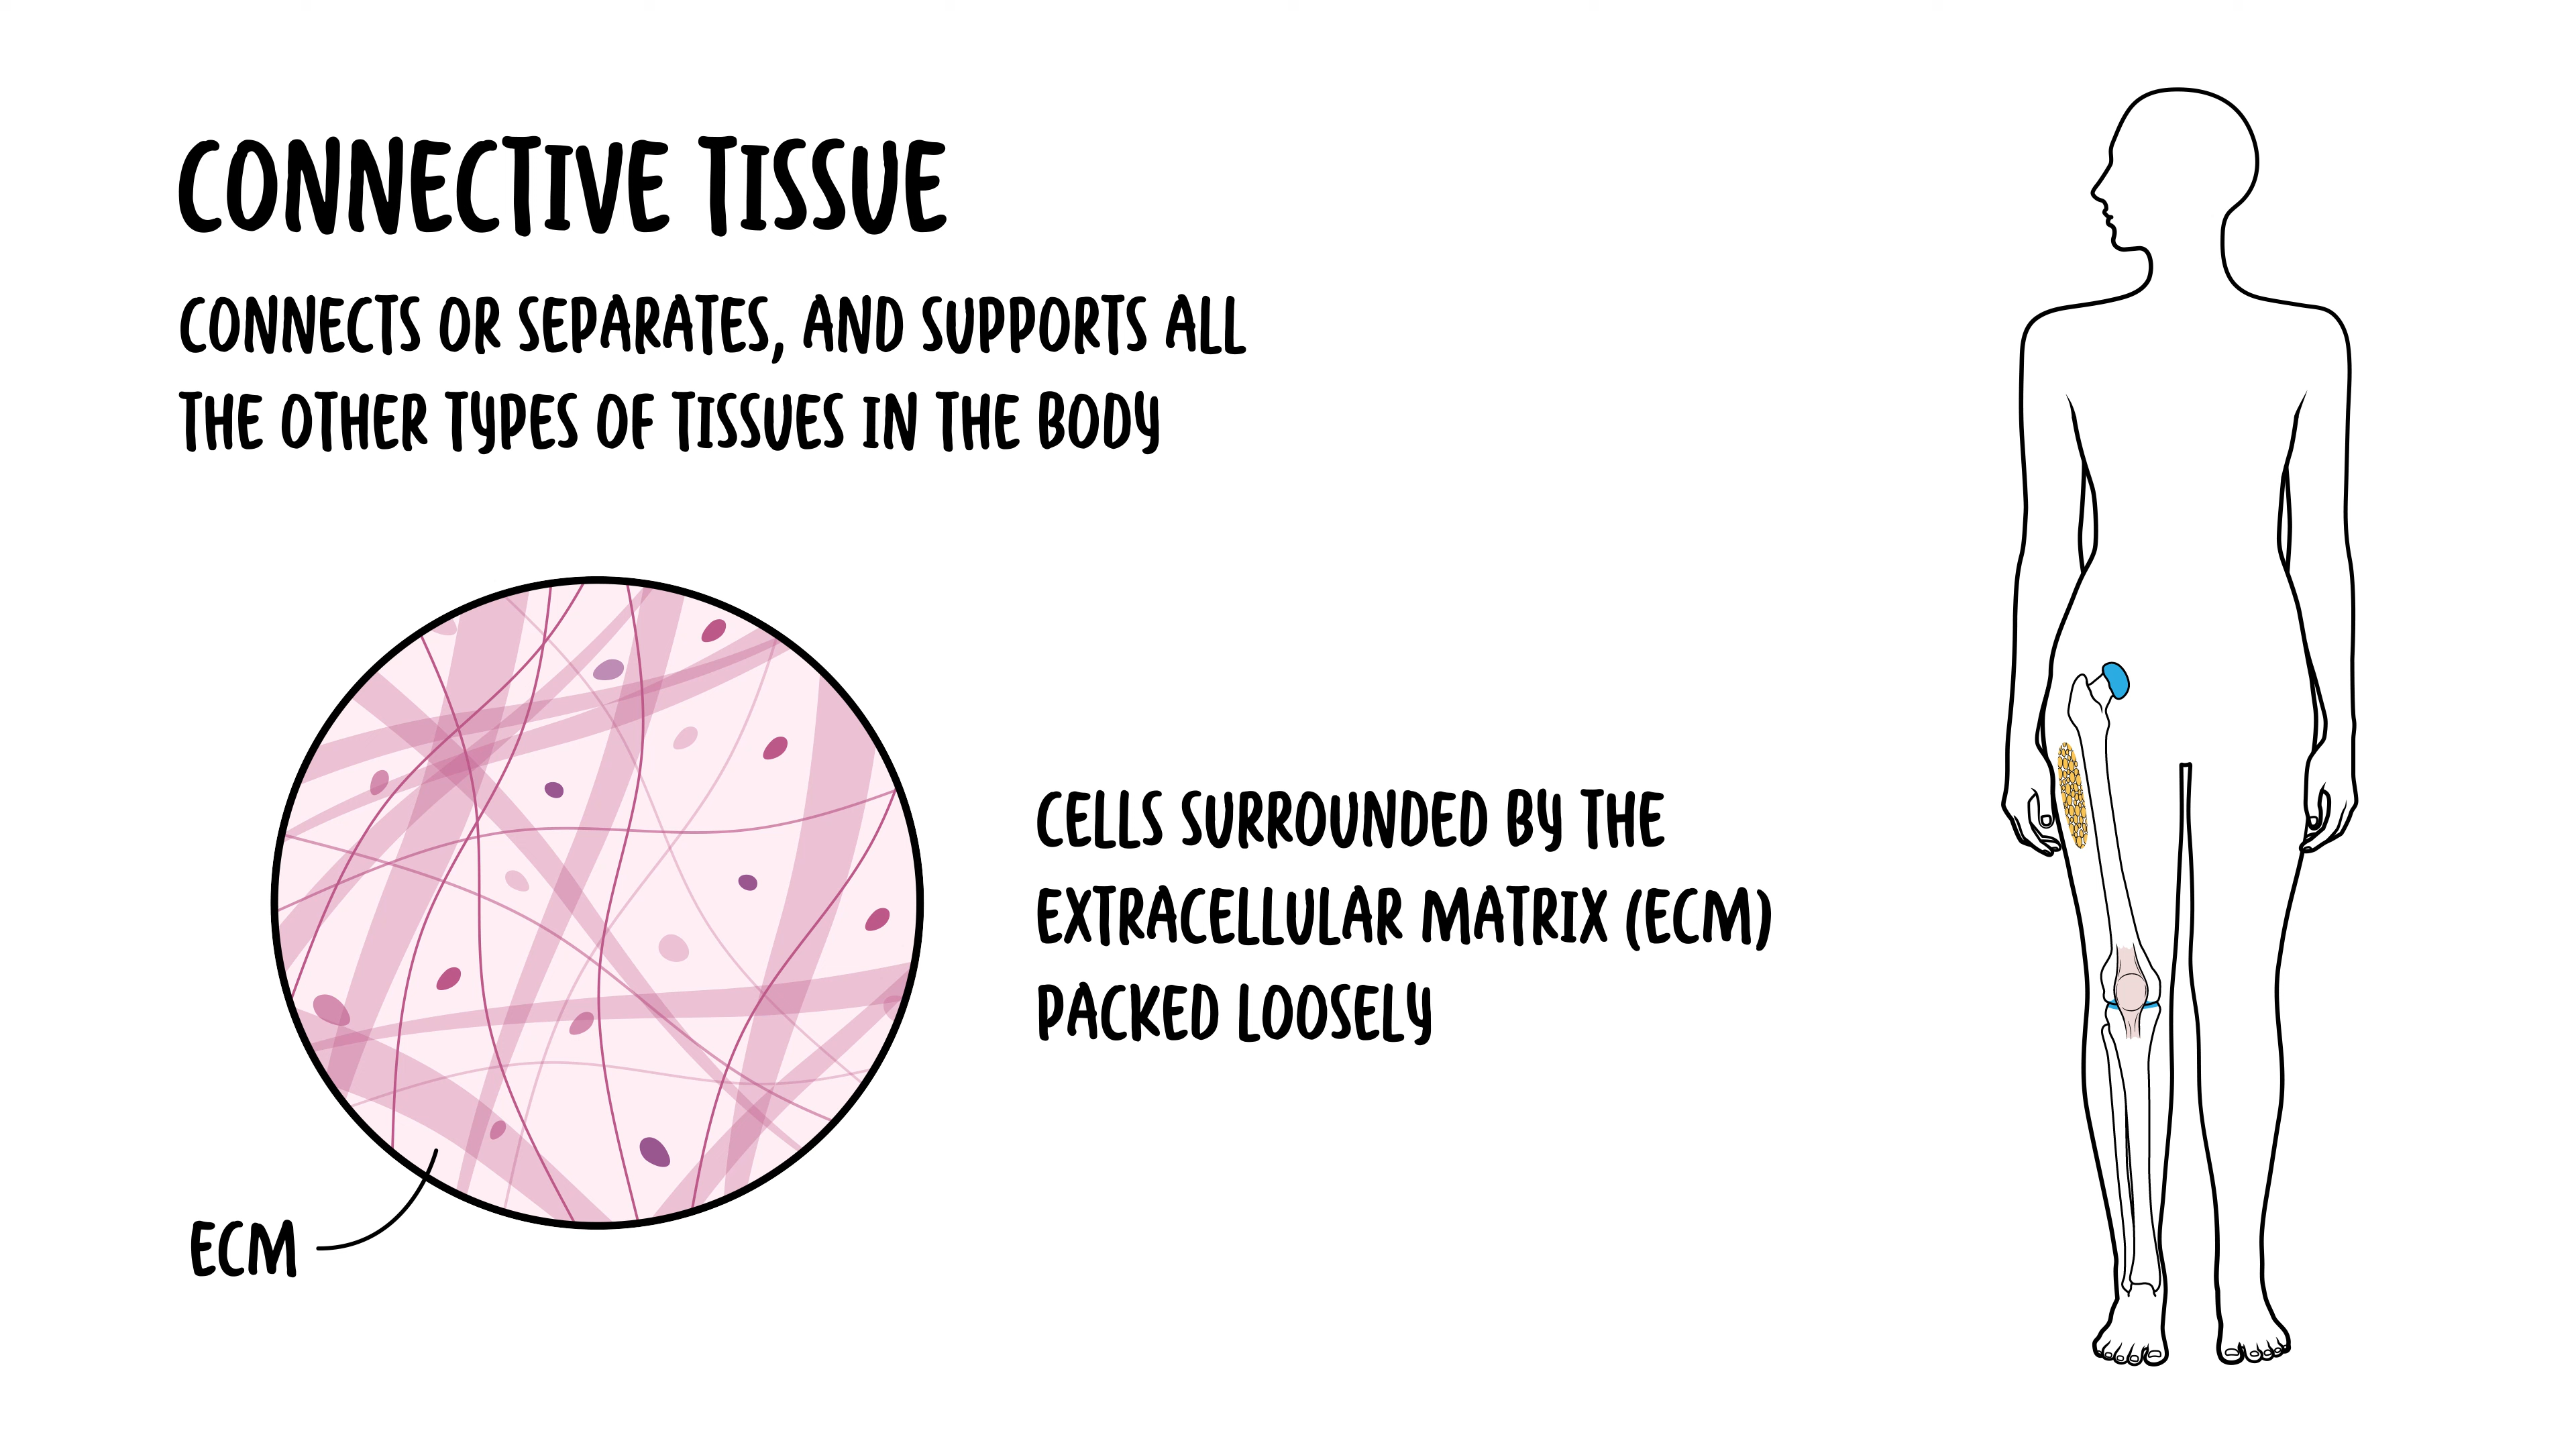 CONNECTIVE TISSUE
CONNECTS OR SEPARATES, AND SUPPORTS ALL
THE OTHER TYPES OF TISSUES IN THE BODY
CELLS SURROUNDED BY THE
EXTRACELLULAR MATRIX (ECM)
PACKED LOOSELY
ECM